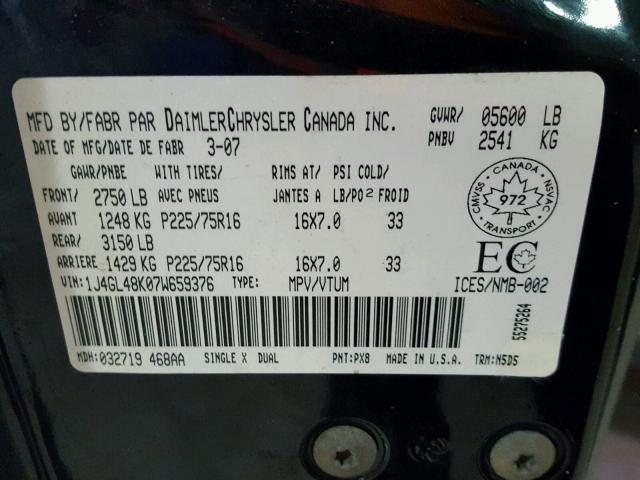 MFD BY/FABR PAR DAIMLERCHRYSLER CANADA INC. GVWR/ 05600 LB
DATE OF MFG/DATE DE FABR 3-07 PNBV 2541 KG
GAWR/PNBE WITH TIRES/ RIMS AT/ PSI COLD/
FRONT/ 2750 LB AVEC PNEUS JANTES A LB/PO2 FROID
AVANT 1248 KG P225/75R16 16X7.0 33
REAR/ 3150 LB
ARRIERE 1429 KG P225/75R16 16X7.0 33
VIN: 1J4GL48K07W659376 TYPE: MPV/VTUM
CANADA
CMVSS NSVAC
972
TRANSPORT
EC
ICES/NMB-002
55275264
MDH: 032719 468AA SINGLE X DUAL PNT: PX8 MADE IN U.S.A. TRM: N5DS